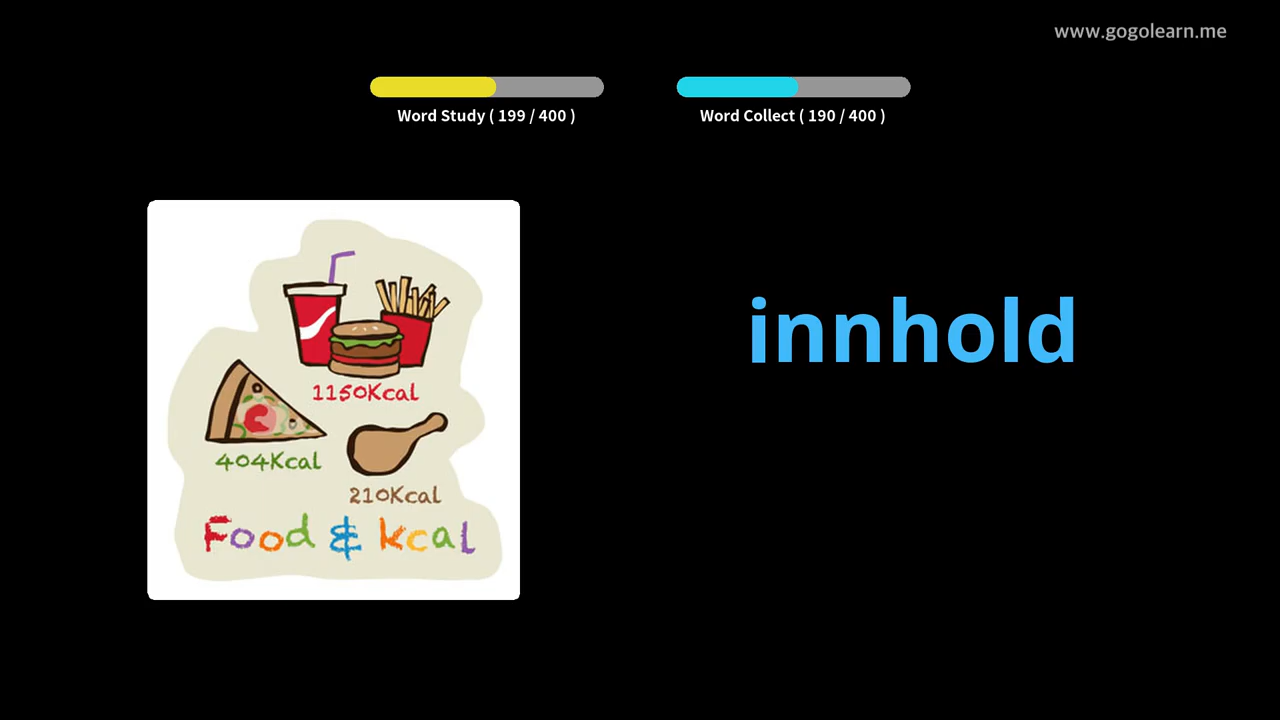 www.gogolearn.me
Word Study ( 199 / 400 )
Word Collect ( 190 / 400 )
innhold
1150Kcal
404Kcal
210Kcal
Food & kcal